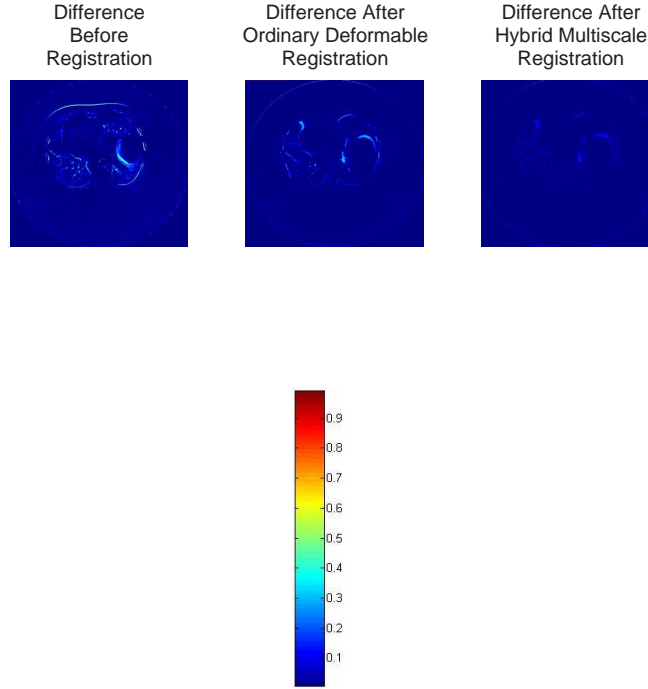 Difference
Before
Registration
Difference After
Ordinary Deformable
Registration
Difference After
Hybrid Multiscale
Registration
0.9
0.8
0.7
0.6
0.5
0.4
0.3
0.2
0.1